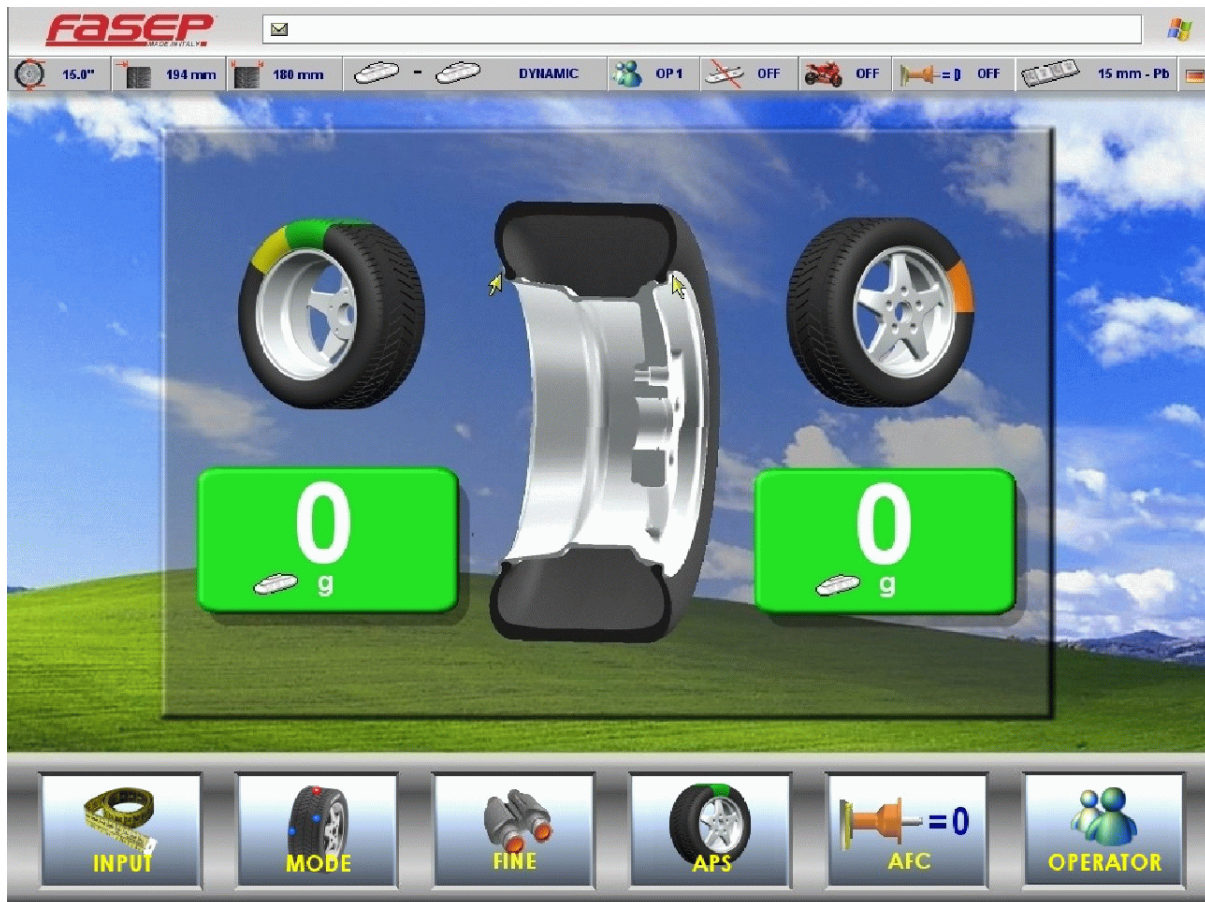 FASEP
MADE IN ITALY
15.0" 194 mm 180 mm - DYNAMIC OP 1 OFF OFF = 0 OFF 15 mm - Pb
0 0
g g
INPUT MODE FINE APS = 0 AFC OPERATOR